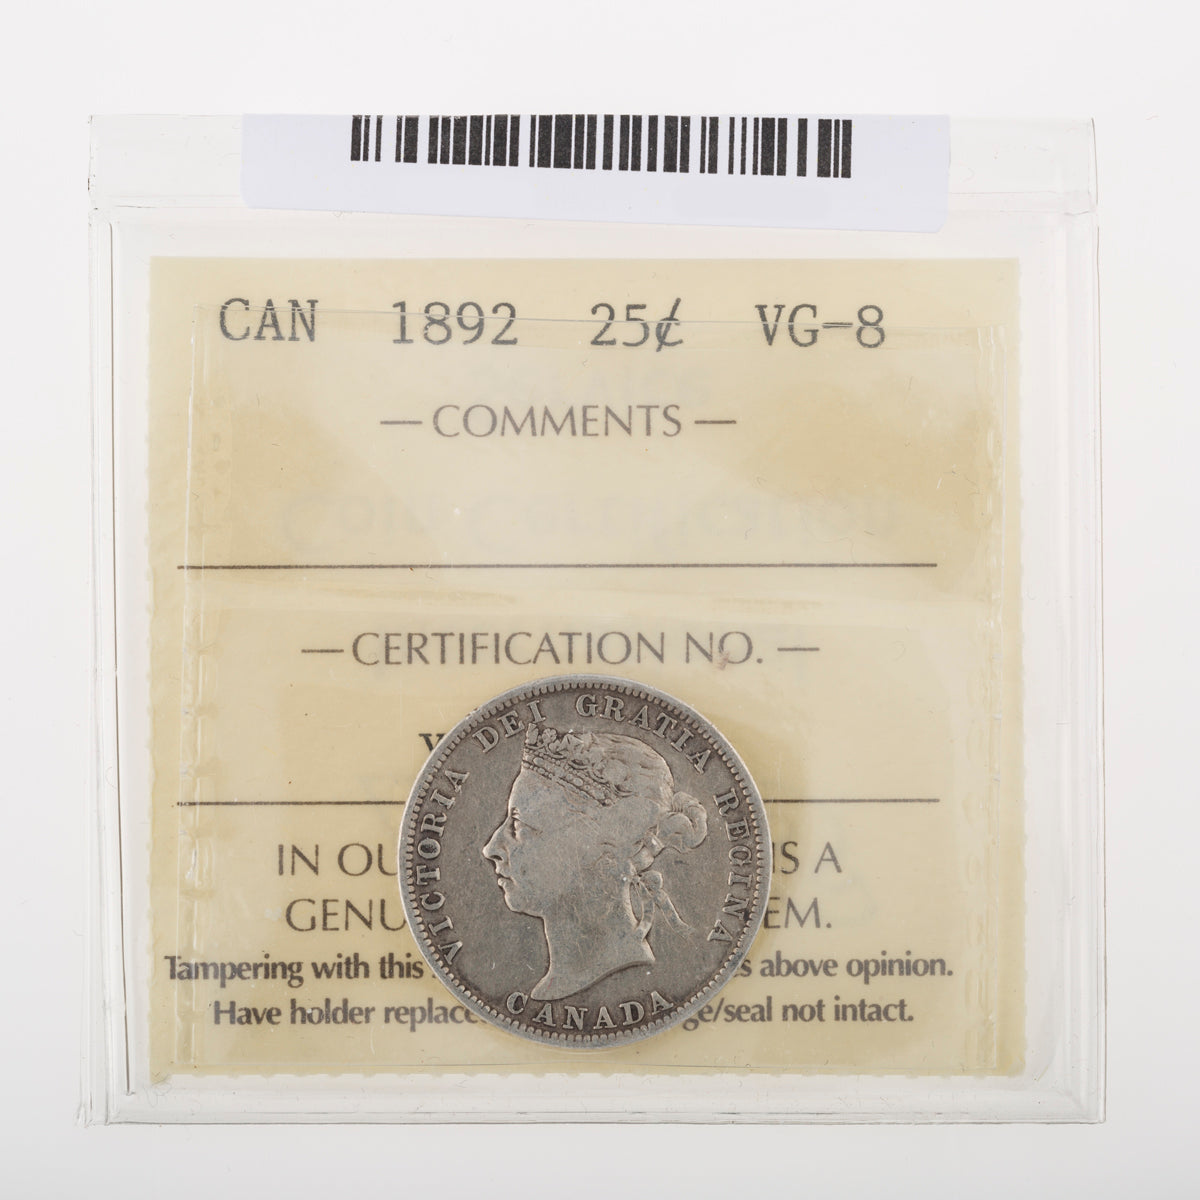 CAN 1892 25¢ VG-8
— COMMENTS —
— CERTIFICATION NO. —
VICTORIA DEI GRATIA REGINA
CANADA
IN OU IS A
GENU EM.
Tampering with this s above opinion.
Have holder replace ge/seal not intact.